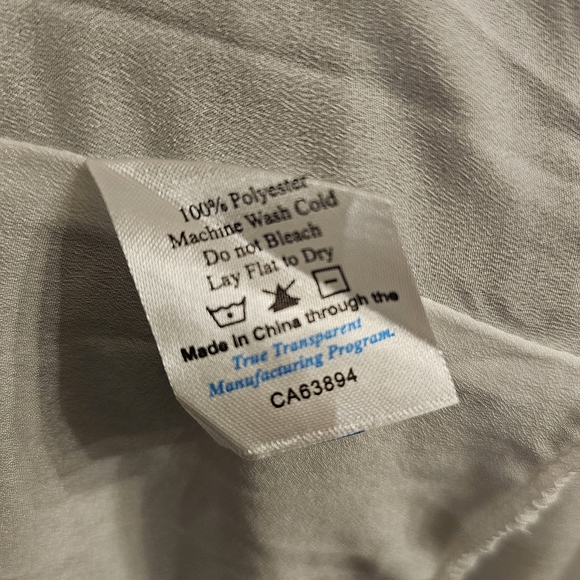 100% Polyester
Machine Wash Cold
Do not Bleach
Lay Flat to Dry
Made in China through the
True Transparent
Manufacturing Program.
CA63894